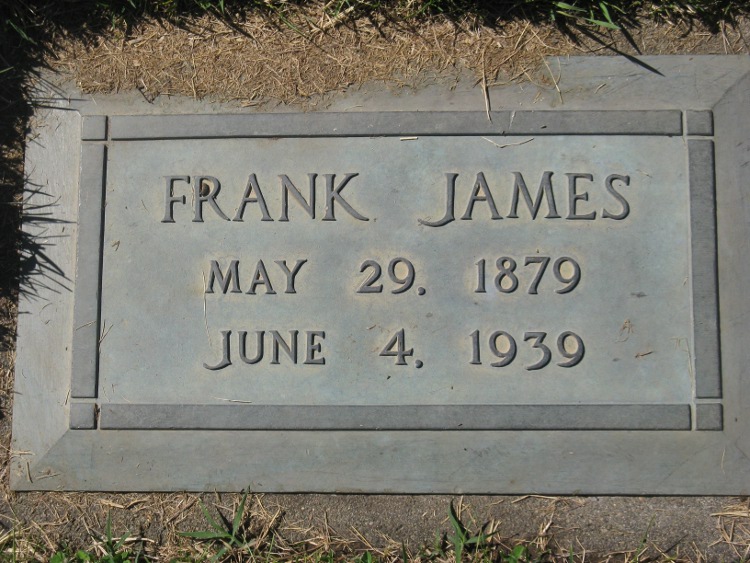 FRANK JAMES
MAY 29. 1879
JUNE 4. 1939